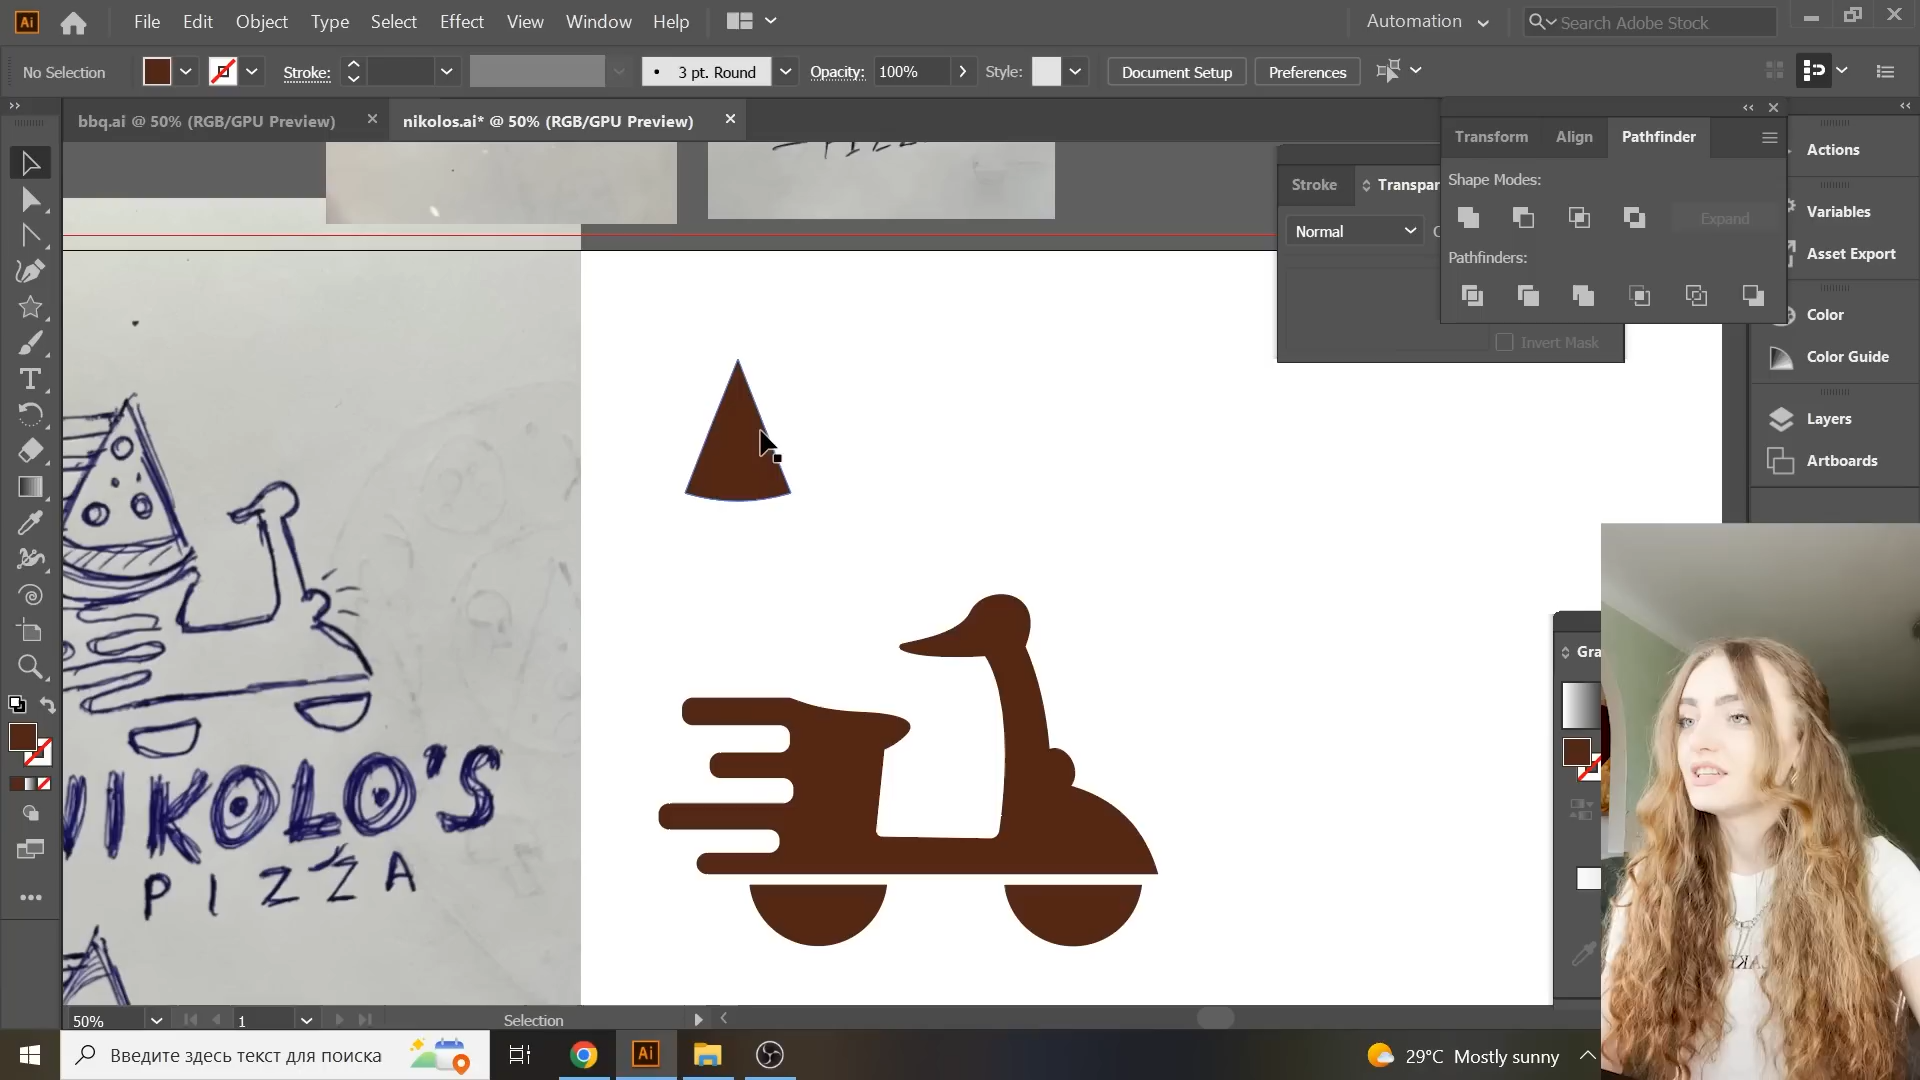 File Edit Object Type Select Effect View Window Help
Automation
Search Adobe Stock
No Selection
Stroke:
3 pt. Round
Opacity: 100%
Style:
Document Setup
Preferences
bbq.ai @ 50% (RGB/GPU Preview)
nikolos.ai* @ 50% (RGB/GPU Preview)
Transform Align Pathfinder
Shape Modes:
Expand
Pathfinders:
Stroke
Transpar
Normal
Invert Mask
Actions
Variables
Asset Export
Color
Color Guide
Layers
Artboards
Gra
NIKOLO'S
PIZZA
50%
1
Selection
Введите здесь текст для поиска
Ai
29°C Mostly sunny